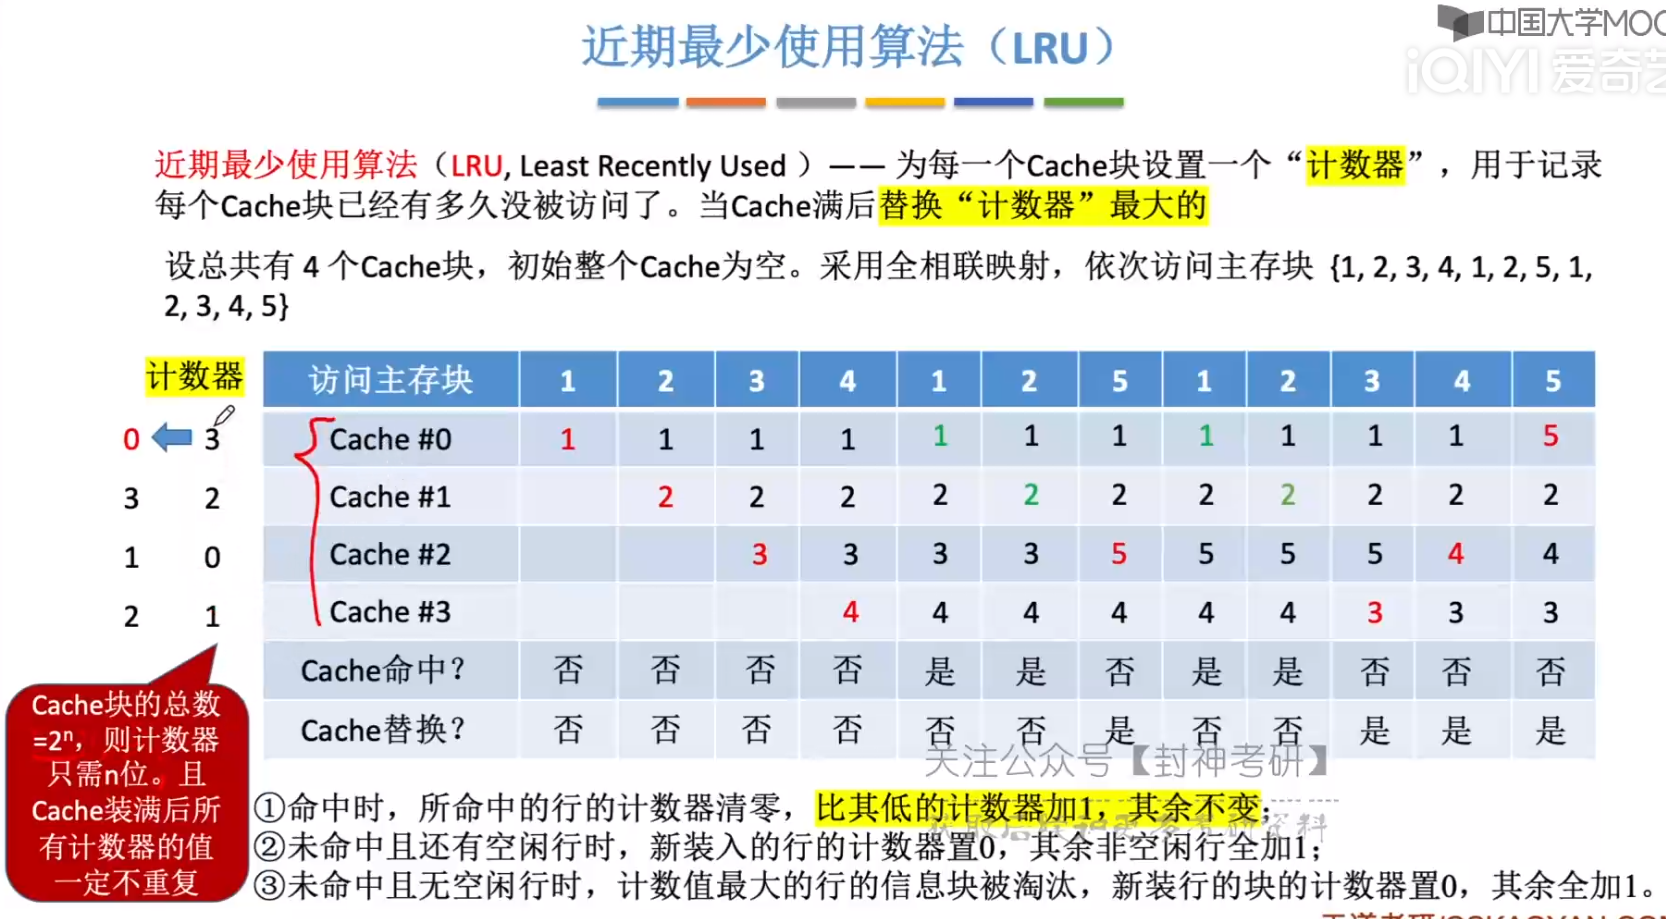 中国大学MOO
iQIYI 爱奇艺
近期最少使用算法（LRU）
近期最少使用算法（LRU, Least Recently Used ）—— 为每一个Cache块设置一个“计数器”，用于记录
每个Cache块已经有多久没被访问了。当Cache满后替换“计数器”最大的
设总共有 4 个Cache块，初始整个Cache为空。采用全相联映射，依次访问主存块 {1, 2, 3, 4, 1, 2, 5, 1,
2, 3, 4, 5}
计数器 访问主存块 1 2 3 4 1 2 5 1 2 3 4 5
0 3 Cache #0 1 1 1 1 1 1 1 1 1 1 1 5
3 2 Cache #1 2 2 2 2 2 2 2 2 2 2 2
1 0 Cache #2 3 3 3 3 5 5 5 5 4 4
2 1 Cache #3 4 4 4 4 4 4 3 3 3
Cache命中？ 否 否 否 否 是 是 否 是 是 否 否 否
Cache替换？ 否 否 否 否 否 否 是 否 否 是 是 是
关注公众号【封神考研】
Cache块的总数
=2ⁿ，则计数器
只需n位。且
Cache装满后所
有计数器的值
一定不重复
①命中时，所命中的行的计数器清零，比其低的计数器加1，其余不变；
②未命中且还有空闲行时，新装入的行的计数器置0，其余非空闲行全加1；
③未命中且无空闲行时，计数值最大的行的信息块被淘汰，新装行的块的计数器置0，其余全加1。